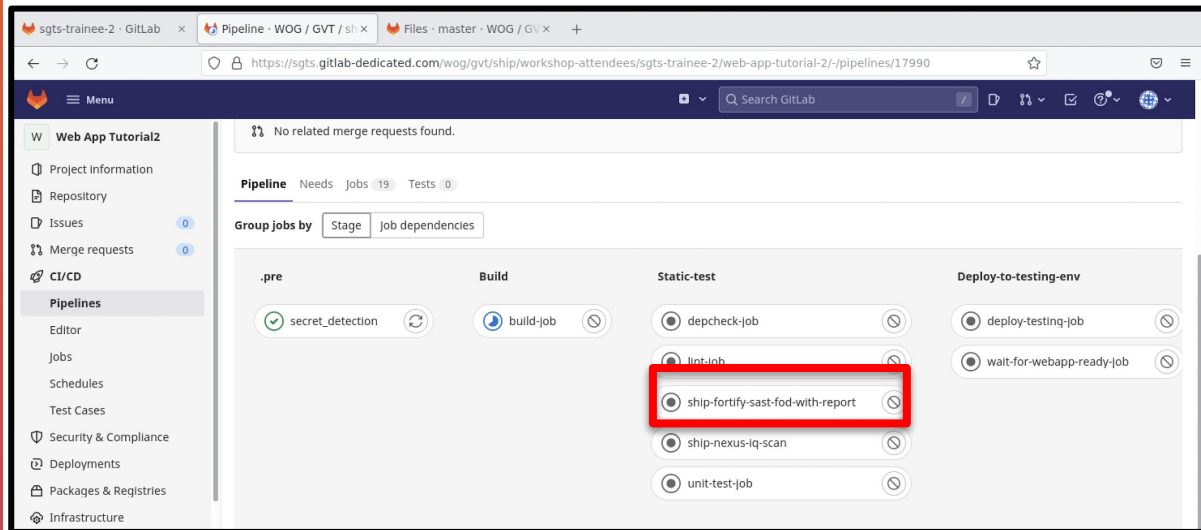 sgts-trainee-2 · GitLab
Pipeline · WOG / GVT / sh
Files · master · WOG / GV
https://sgts.gitlab-dedicated.com/wog/gvt/ship/workshop-attendees/sgts-trainee-2/web-app-tutorial-2/-/pipelines/17990
Menu
Search GitLab
/
W Web App Tutorial2
No related merge requests found.
Project information
Repository
Issues 0
Merge requests 0
CI/CD
Pipelines
Editor
Jobs
Schedules
Test Cases
Security & Compliance
Deployments
Packages & Registries
Infrastructure
Pipeline Needs Jobs 19 Tests 0
Group jobs by Stage Job dependencies
.pre
secret_detection
Build
build-job
Static-test
depcheck-job
lint-job
ship-fortify-sast-fod-with-report
ship-nexus-iq-scan
unit-test-job
Deploy-to-testing-env
deploy-testing-job
wait-for-webapp-ready-job